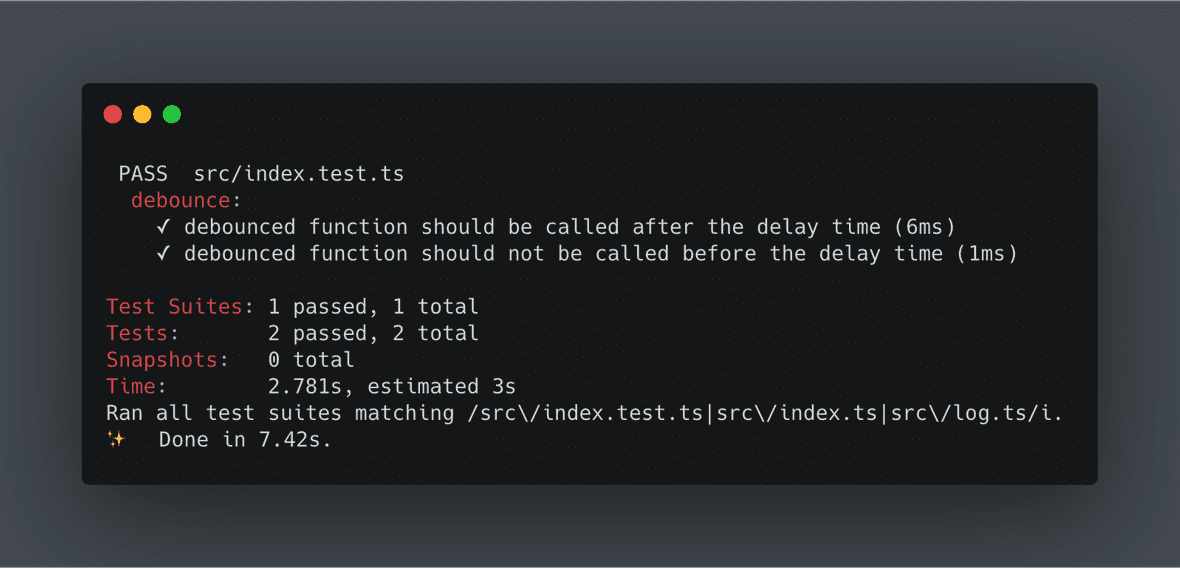 PASS  src/index.test.ts
debounce:
✓ debounced function should be called after the delay time (6ms)
✓ debounced function should not be called before the delay time (1ms)
Test Suites: 1 passed, 1 total
Tests:       2 passed, 2 total
Snapshots:   0 total
Time:        2.781s, estimated 3s
Ran all test suites matching /src\/index.test.ts|src\/index.ts|src\/log.ts/i.
✨  Done in 7.42s.